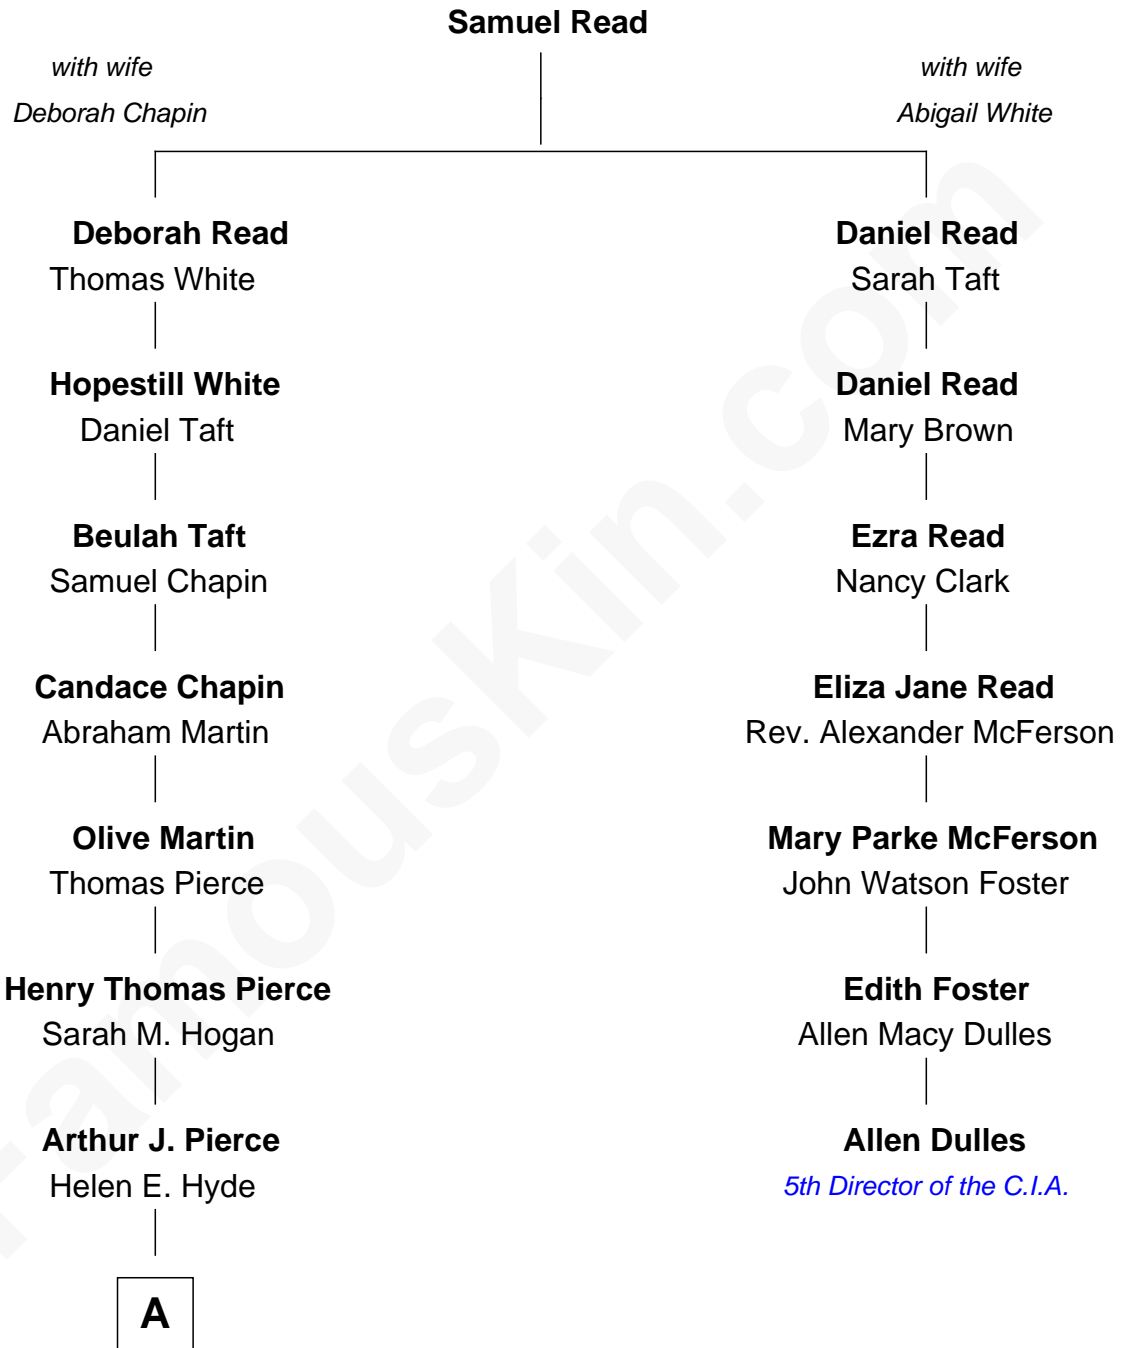 Samuel Read
with wife
Deborah Chapin
with wife
Abigail White
Deborah Read
Thomas White
Daniel Read
Sarah Taft
Hopestill White
Daniel Taft
Daniel Read
Mary Brown
Beulah Taft
Samuel Chapin
Ezra Read
Nancy Clark
Candace Chapin
Abraham Martin
Eliza Jane Read
Rev. Alexander McFerson
Olive Martin
Thomas Pierce
Mary Parke McFerson
John Watson Foster
Henry Thomas Pierce
Sarah M. Hogan
Edith Foster
Allen Macy Dulles
Arthur J. Pierce
Helen E. Hyde
Allen Dulles
5th Director of the C.I.A.
A
FamousKin.com